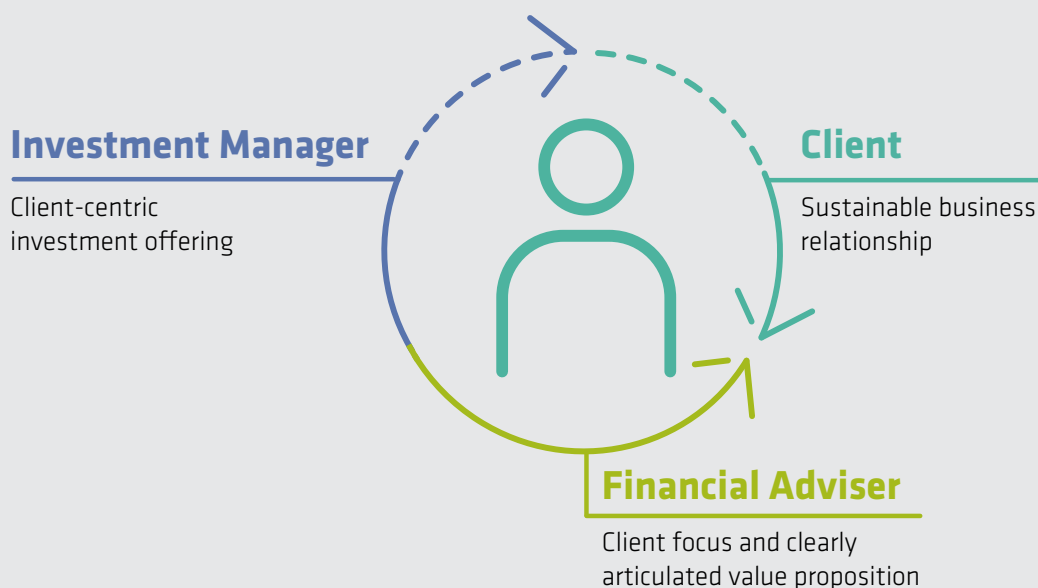 Investment Manager
Client-centric
investment offering
Client
Sustainable business
relationship
Financial Adviser
Client focus and clearly
articulated value proposition